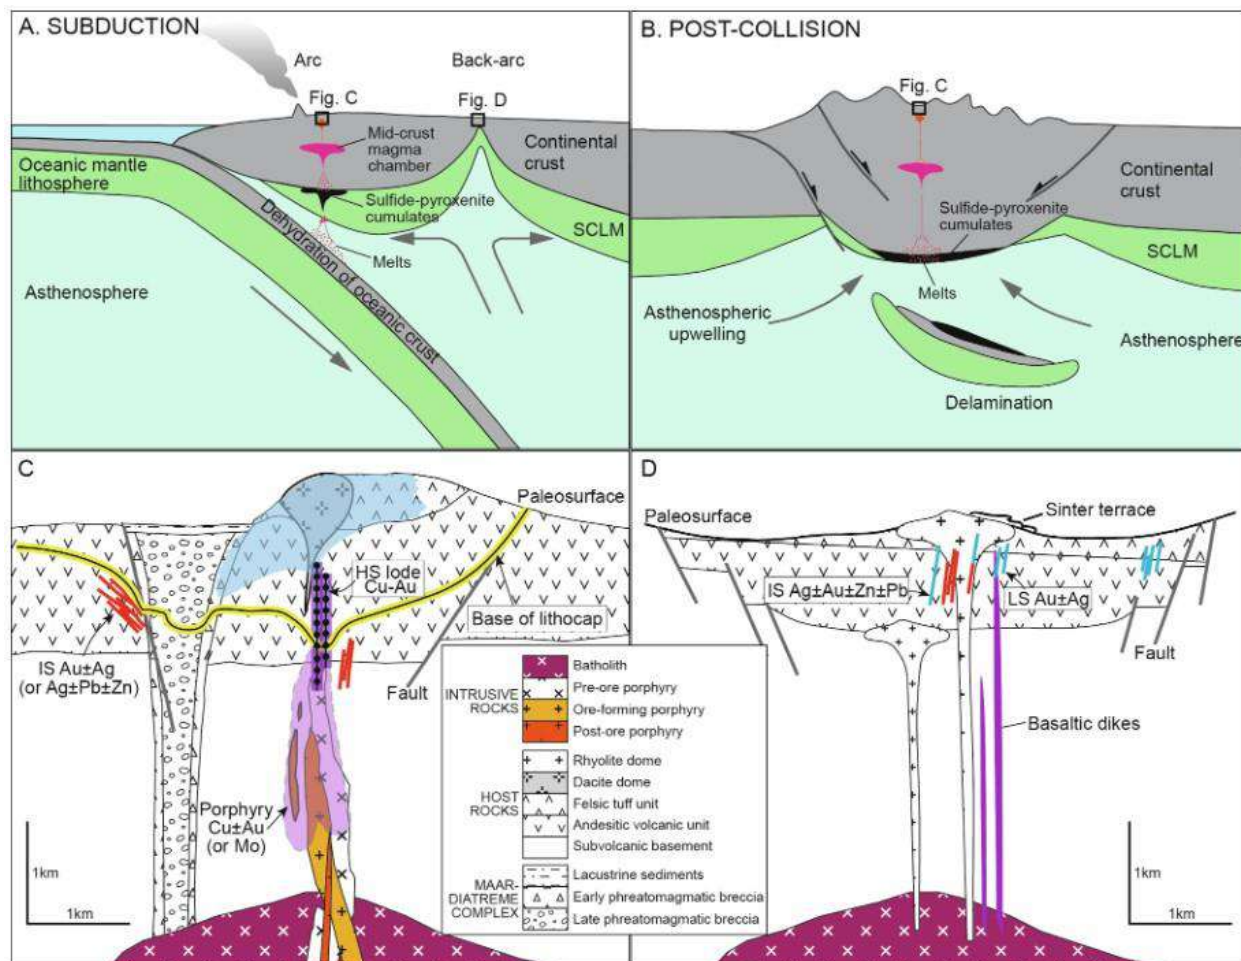 A. SUBDUCTION
Arc
Back-arc
Fig. C
Fig. D
Mid-crust
magma
chamber
Continental
crust
Oceanic mantle
lithosphere
Sulfide-pyroxenite
cumulates
SCLM
Dehydration of oceanic crust
Melts
Asthenosphere
B. POST-COLLISION
Fig. C
Continental
crust
Sulfide-pyroxenite
cumulates
SCLM
Melts
Asthenospheric
upwelling
Asthenosphere
Delamination
C
Paleosurface
HS lode
Cu-Au
Base of lithocap
IS Au±Ag
(or Ag±Pb±Zn)
Fault
Porphyry
Cu±Au
(or Mo)
1km
1km
INTRUSIVE
ROCKS
Batholith
Pre-ore porphyry
Ore-forming porphyry
Post-ore porphyry
HOST
ROCKS
Rhyolite dome
Dacite dome
Felsic tuff unit
Andesitic volcanic unit
Subvolcanic basement
MAAR-
DIATREME
COMPLEX
Lacustrine sediments
Early phreatomagmatic breccia
Late phreatomagmatic breccia
D
Paleosurface
Sinter terrace
IS Ag±Au±Zn±Pb
LS Au±Ag
Fault
Basaltic dikes
1km
1km